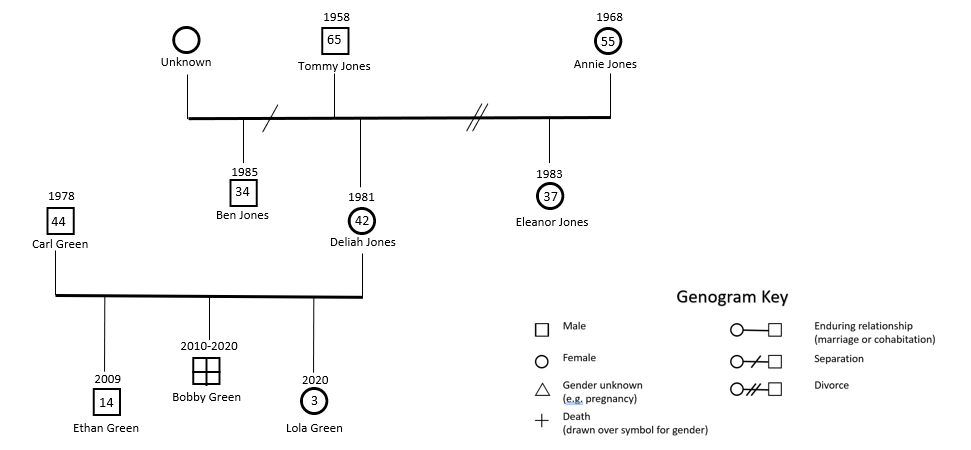 1958
65
Tommy Jones
1968
55
Annie Jones
Unknown
1985
34
Ben Jones
1981
42
Deliah Jones
1983
37
Eleanor Jones
1978
44
Carl Green
2009
14
Ethan Green
2010-2020
Bobby Green
2020
3
Lola Green
Genogram Key
Male
Female
Gender unknown
(e.g. pregnancy)
Death
(drawn over symbol for gender)
Enduring relationship
(marriage or cohabitation)
Separation
Divorce